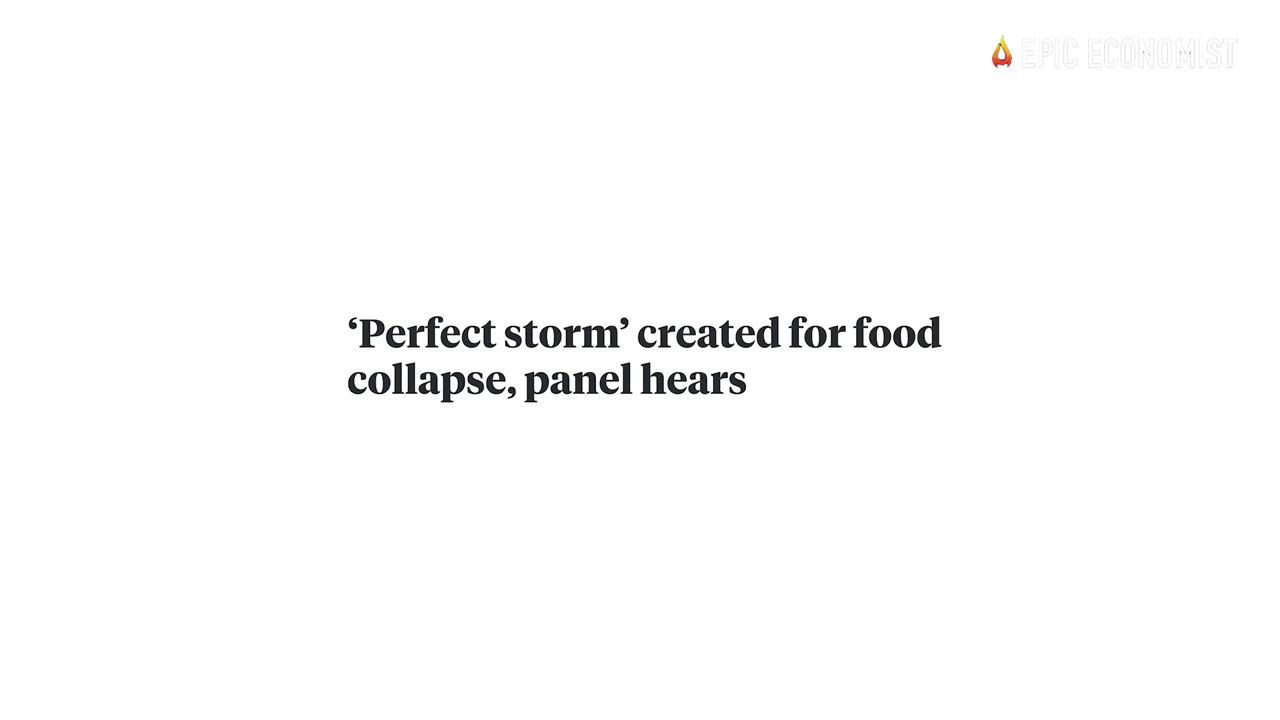 EPIC ECONOMIST
‘Perfect storm’ created for food
collapse, panel hears